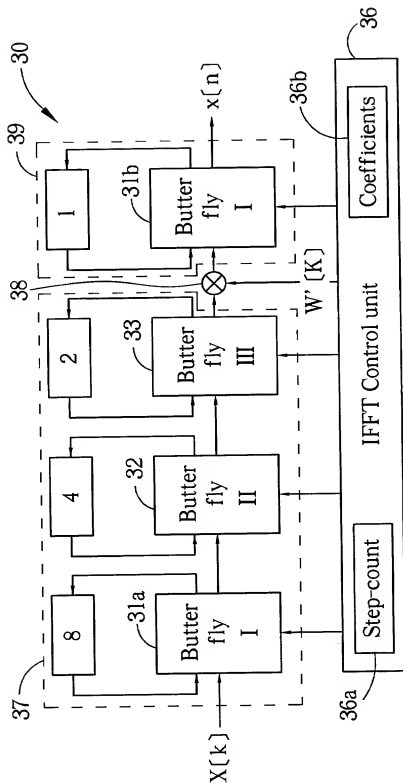 30
39
37
8
4
2
1
38
31a
32
33
31b
Butter
fly
I
Butter
fly
II
Butter
fly
III
Butter
fly
I
X[k]
x[n]
W' [K]
36
36a
Step-count
IFFT Control unit
36b
Coefficients